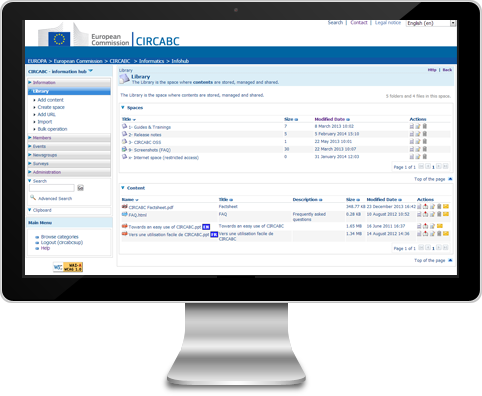 Search | Contact | Legal notice English (en)
European
Commission | CIRCABC
EUROPA > European Commission > CIRCABC > Informatics > Infohub
CIRCABC - information hub
Information
Library
Add content
Create space
Add URL
Import
Bulk operation
Members
Events
Newsgroups
Surveys
Administration
Search
Advanced Search
Clipboard
Main Menu
Browse categories
Logout (circabcsup)
Help
W3C WAI-A
WCAG 1.0
Library Help | Back
Library
The Library is the space where contents are stored, managed and shared.
The Library is the space where contents are stored, managed and shared. 5 folders and 4 files in this space
Spaces
Title Size Modified Date Actions
1- Guides & Trainings 7 8 March 2013 10:02
2- Release notes 5 5 February 2014 15:16
3- CIRCABC OSS 1 22 May 2013 10:01
9- Screenshots (FAQ) 30 22 March 2013 10:07
z- Internet space (restricted access) 0 31 January 2014 12:03
Page 1 of 1
Top of the page
Content
Name Title Description Size Modified Date Actions
CIRCABC Factsheet.pdf Factsheet 348.77 KB 23 December 2013 16:42
FAQ.html FAQ Frequently asked questions 6.28 KB 16 August 2012 10:52
Towards an easy use of CIRCABC.ppt EN Towards an easy use of CIRCABC 1.65 MB 16 June 2011 16:37
Vers une utilisation facile de CIRCABC.ppt FR Vers une utilisation facile de CIRCABC 1.34 MB 14 August 2012 14:36
Page 1 of 1
Top of the page